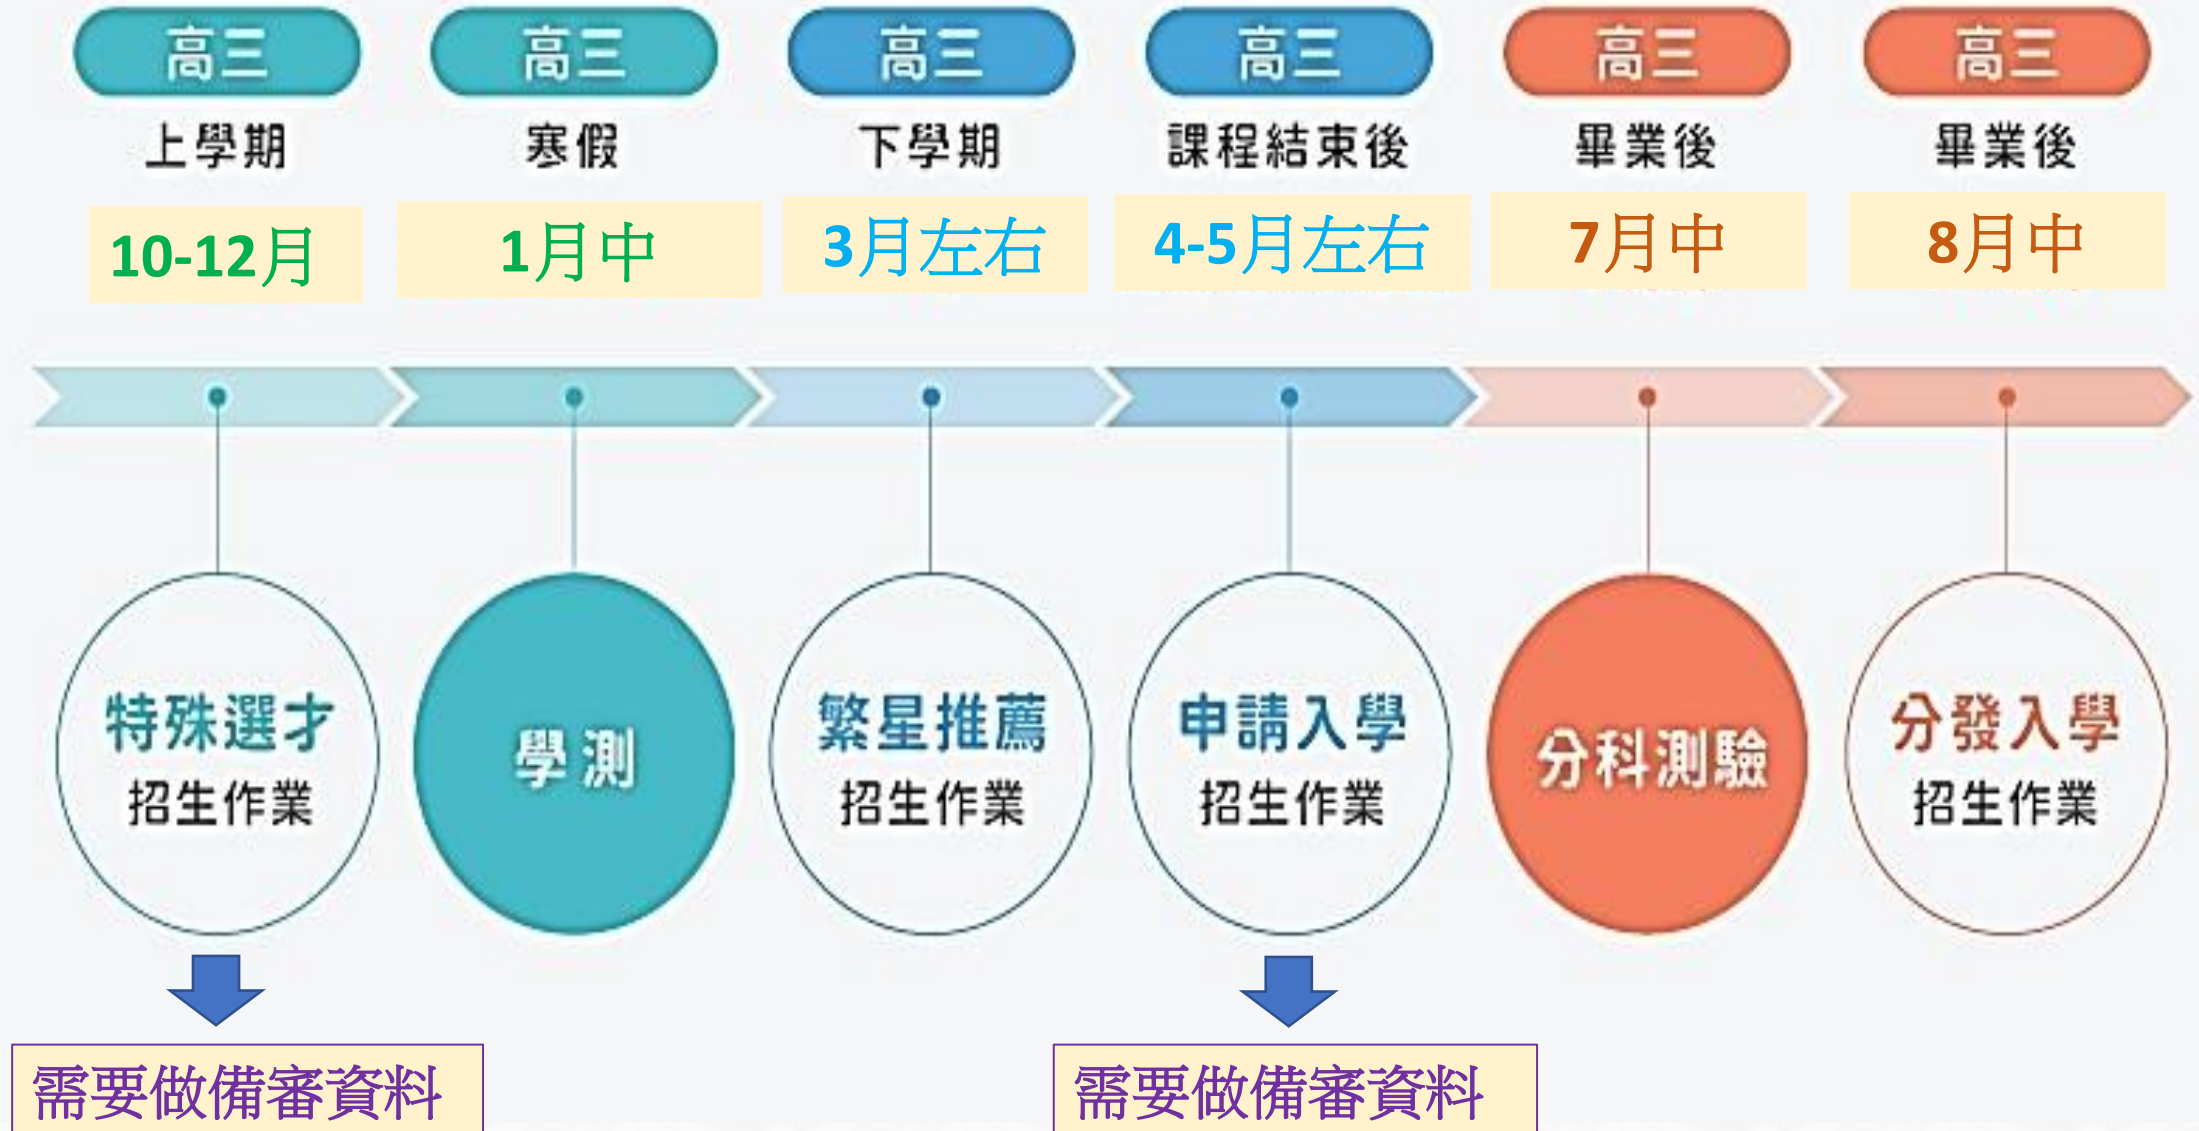 高三
高三
高三
高三
高三
高三
上學期
寒假
下學期
課程結束後
畢業後
畢業後
10-12月
1月中
3月左右
4-5月左右
7月中
8月中
特殊選才
招生作業
學測
繁星推薦
招生作業
申請入學
招生作業
分科測驗
分發入學
招生作業
需要做備審資料
需要做備審資料